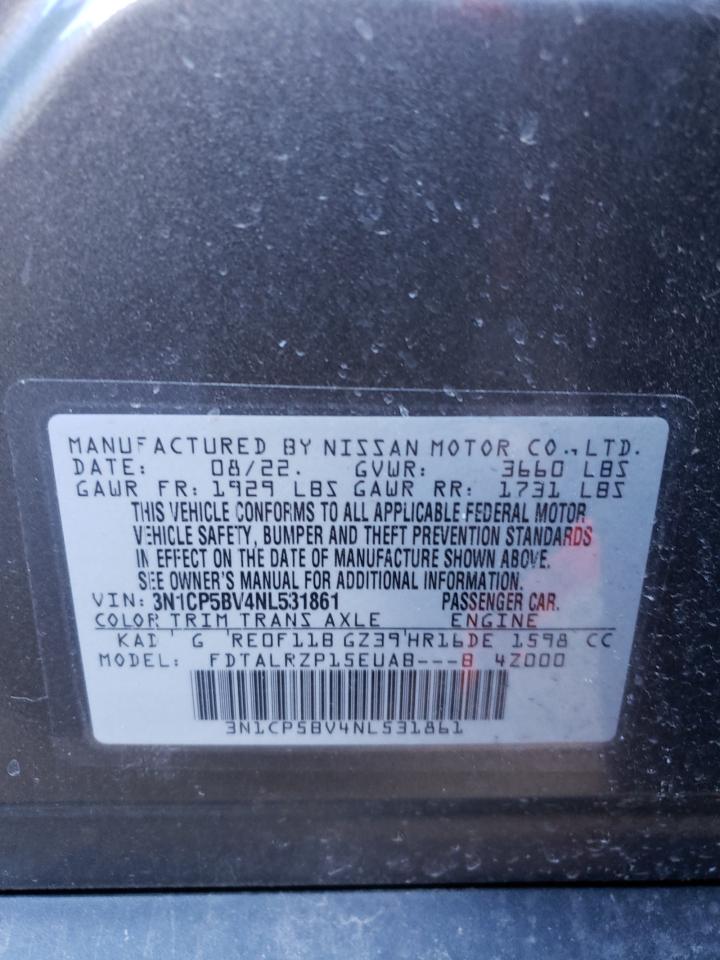 MANUFACTURED BY NISSAN MOTOR CO., LTD.
DATE: 08/22. GVWR: 3660 LBS
GAWR FR: 1929 LBS GAWR RR: 1731 LBS
THIS VEHICLE CONFORMS TO ALL APPLICABLE FEDERAL MOTOR
VEHICLE SAFETY, BUMPER AND THEFT PREVENTION STANDARDS
IN EFFECT ON THE DATE OF MANUFACTURE SHOWN ABOVE.
SEE OWNER'S MANUAL FOR ADDITIONAL INFORMATION.
VIN: 3N1CP5BV4NL531861 PASSENGER CAR.
COLOR TRIM TRANS AXLE ENGINE
KAD ' G 'RE0F11B GZ39'HR16DE 1598 CC
MODEL: FDTALRZP15EUAB---B 4Z000
3N1CP5BV4NL531861